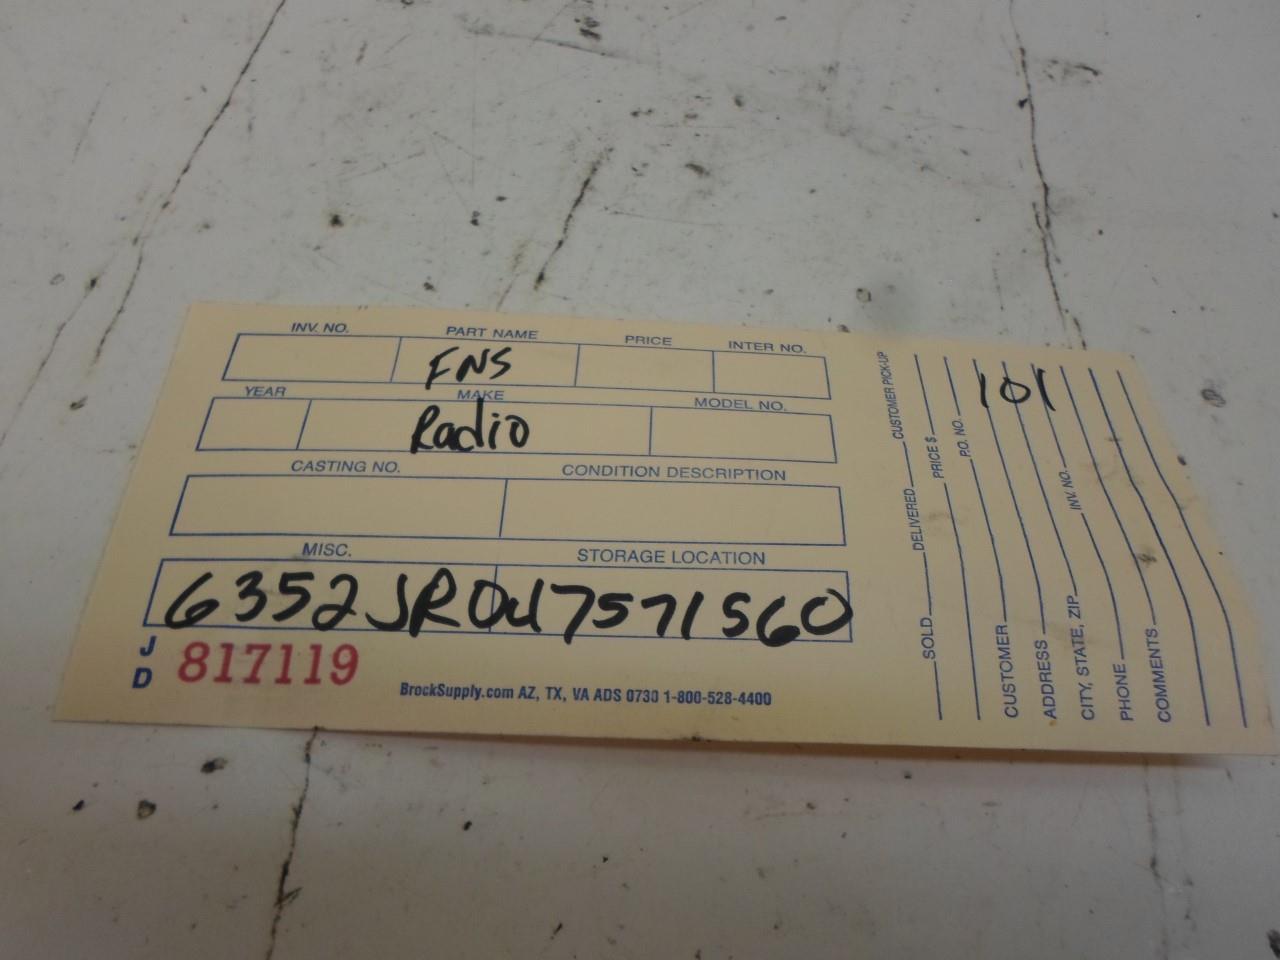 INV. NO. PART NAME PRICE INTER NO.
FNS
YEAR MAKE MODEL NO.
Radio
CASTING NO. CONDITION DESCRIPTION
MISC. STORAGE LOCATION
6352JR047571560
J D 817119
BrockSupply.com AZ, TX, VA ADS 0730 1-800-528-4400
SOLD DELIVERED CUSTOMER PICK-UP
PRICE $
P.O. NO.
101
CUSTOMER
ADDRESS
CITY, STATE, ZIP INV. NO.
PHONE
COMMENTS